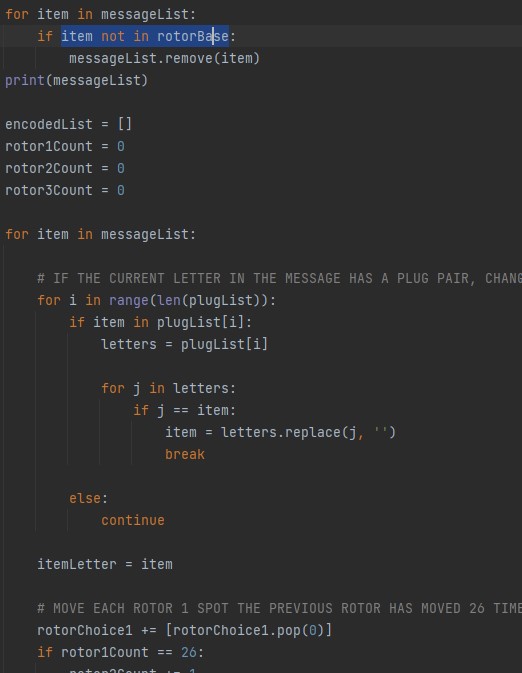 for item in messageList:
    if item not in rotorBase:
        messageList.remove(item)
print(messageList)

encodedList = []
rotor1Count = 0
rotor2Count = 0
rotor3Count = 0

for item in messageList:

    # IF THE CURRENT LETTER IN THE MESSAGE HAS A PLUG PAIR, CHANG
    for i in range(len(plugList)):
        if item in plugList[i]:
            letters = plugList[i]

            for j in letters:
                if j == item:
                    item = letters.replace(j, '')
                    break

        else:
            continue

    itemLetter = item

    # MOVE EACH ROTOR 1 SPOT THE PREVIOUS ROTOR HAS MOVED 26 TIME
    rotorChoice1 += [rotorChoice1.pop(0)]
    if rotor1Count == 26:
        rotor2Count += 1